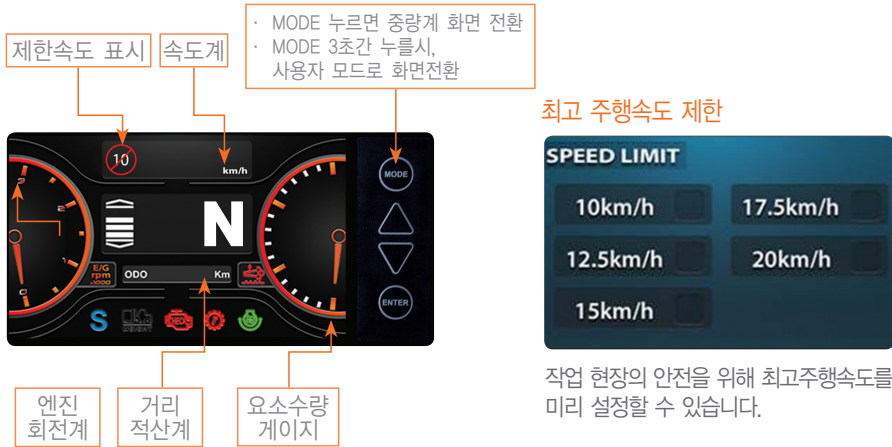 · MODE 누르면 중량계 화면 전환
· MODE 3초간 누를시,
사용자 모드로 화면전환
제한속도 표시
속도계
10
km/h
MODE
N
E/G
rpm
ODO
Km
S
CHECK
ENTER
엔진
회전계
거리
적산계
요소수량
게이지
최고 주행속도 제한
SPEED LIMIT
10km/h
17.5km/h
12.5km/h
20km/h
15km/h
작업 현장의 안전을 위해 최고주행속도를
미리 설정할 수 있습니다.